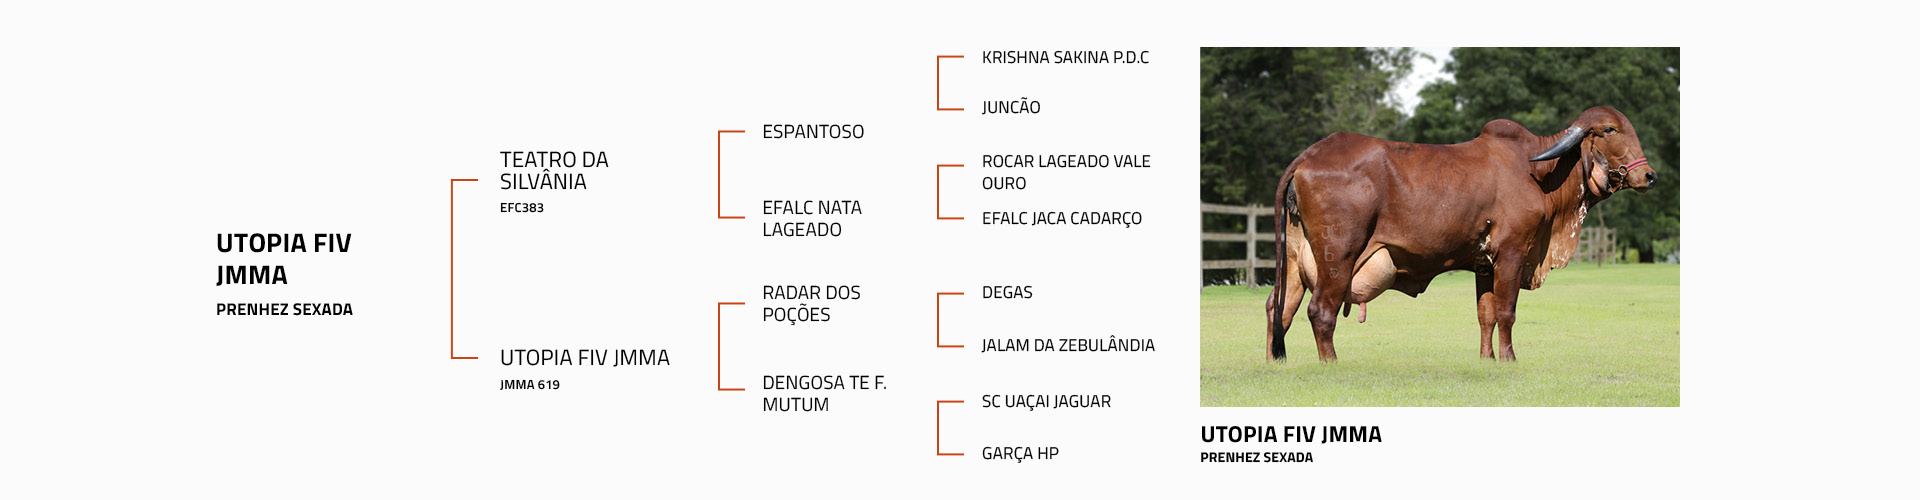 UTOPIA FIV
JMMA
PRENHEZ SEXADA
TEATRO DA
SILVÂNIA
EFC383
UTOPIA FIV JMMA
JMMA 619
ESPANTOSO
EFALC NATA
LAGEADO
RADAR DOS
POÇÕES
DENGOSA TE F.
MUTUM
KRISHNA SAKINA P.D.C
JUNCÃO
ROCAR LAGEADO VALE
OURO
EFALC JACA CADARÇO
DEGAS
JALAM DA ZEBULÂNDIA
SC UAÇAI JAGUAR
GARÇA HP
UTOPIA FIV JMMA
PRENHEZ SEXADA